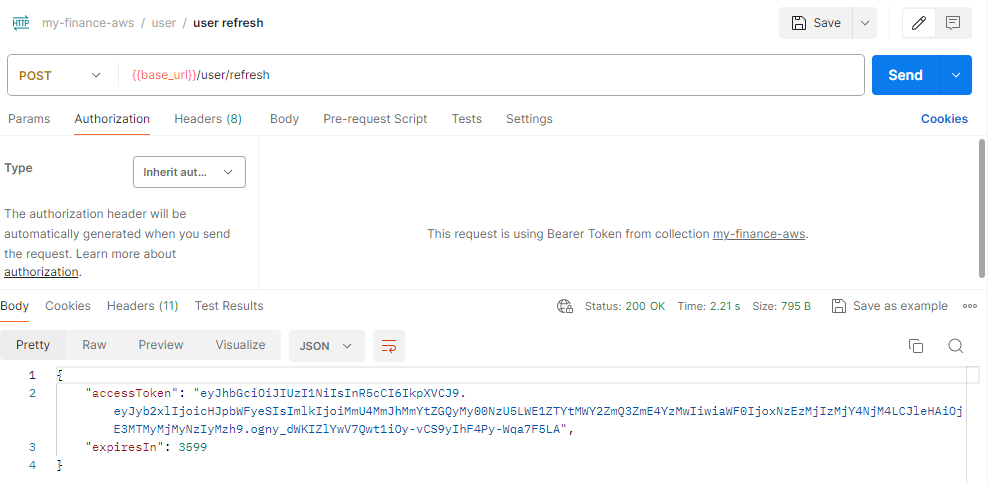 HTTP my-finance-aws / user / user refresh Save
POST {{base_url}}/user/refresh Send
Params Authorization Headers (8) Body Pre-request Script Tests Settings Cookies
Type Inherit aut...
The authorization header will be
automatically generated when you send
the request. Learn more about
authorization.
This request is using Bearer Token from collection my-finance-aws.
Body Cookies Headers (11) Test Results Status: 200 OK Time: 2.21 s Size: 795 B Save as example
Pretty Raw Preview Visualize JSON
1 {
2 "accessToken": "eyJhbGciOiJIUzI1NiIsInR5cCI6IkpXVCJ9.
eyJyb2xlIjoicHJpbWFyeSIsImlkIjoiMmU4MmJhMmYtZGQyMy00NzU5LWE1ZTYtMWY2ZmQ3ZmE4YzMwIiwiaWF0IjoxNzEzMjIzMjY4NjM4LCJleHAiOj
E3MTMyMjMyNzIyMzh9.ogny_dWKIZlYwV7Qwt1iOy-vCS9yIhF4Py-Wqa7F5LA",
3 "expiresIn": 3599
4 }